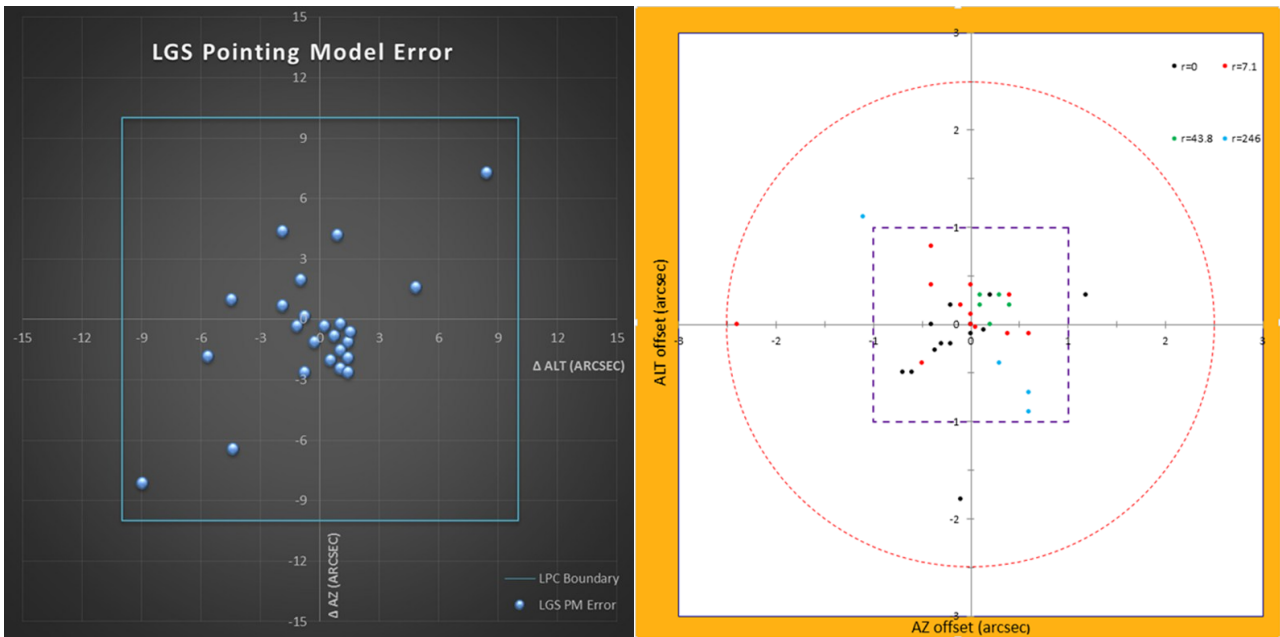 LGS Pointing Model Error
15
12
9
6
3
-15 -12 -9 -6 -3 0 3 6 9 12 15
-3
-6
-9
-12
-15
Δ ALT (ARCSEC)
Δ AZ (ARCSEC)
LPC Boundary
LGS PM Error
3
2
1
-3 -2 -1 0 1 2 3
-1
-2
-3
r=0 r=7.1
r=43.8 r=246
ALT offset (arcsec)
AZ offset (arcsec)